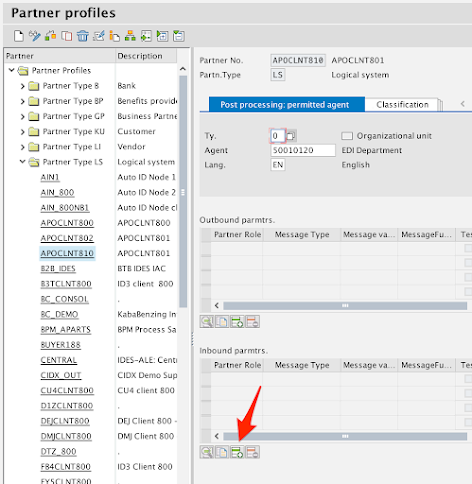 Partner profiles
Partner Description
Partner Profiles
Partner Type B Bank
Partner Type BP Benefits provide
Partner Type GP Business Partne
Partner Type KU Customer
Partner Type LI Vendor
Partner Type LS Logical system
AIN1 Auto ID Node 1
AIN_800 Auto ID Node 2
AIN_800NB1 Auto ID Node cl
APOCLNT800 APOCLNT800
APOCLNT802 APOCLNT801
APOCLNT810 APOCLNT801
B2B_IDES BTB IDES IAC
B3TCLNT800 ID3 client 800
BC_CONSOL .
BC_DEMO KabaBenzing Int
BPM_APARTS BPM Process Sa
BUYER188 .
CENTRAL IDES-ALE: Centr
CIDX_OUT CIDX Demo Sup
CU4CLNT800 CU4 client 800
D1ZCLNT800 .
DEJCLNT800 DEJ Client 800 -
DMJCLNT800 DMJ Client 800
DTZ_800 .
FB4CLNT800 ID3 Client 800
FY5CLNT800
Partner No. APOCLNT810 APOCLNT801
Partn.Type LS Logical system
Post processing: permitted agent Classification
Ty. 0 Organizational unit
Agent 50010120 EDI Department
Lang. EN English
Outbound parmtrs.
Partner Role Message Type Message va... MessageFu... Te
Inbound parmtrs.
Partner Role Message Type Message va... MessageFu... Te